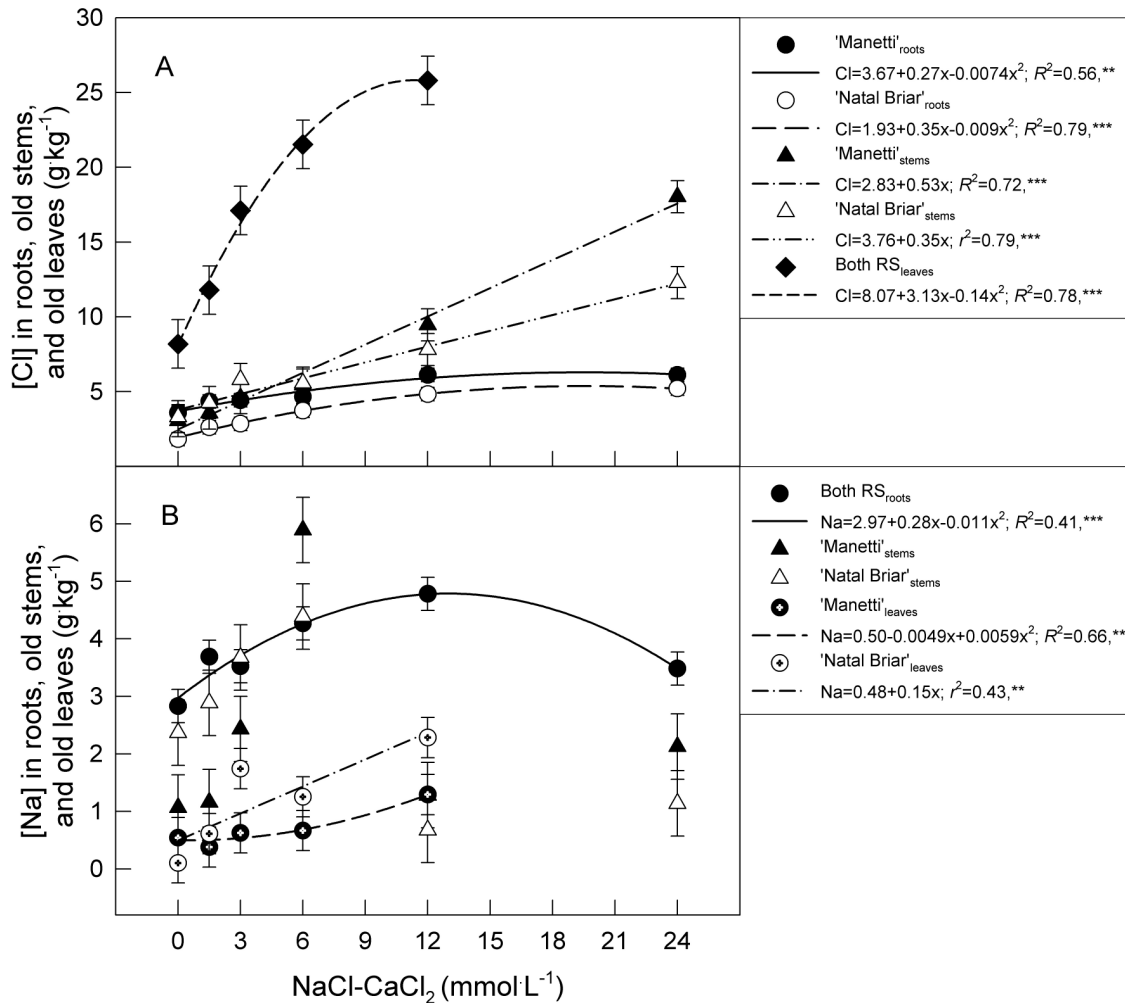 A
[Cl] in roots, old stems,
and old leaves (g·kg⁻¹)
30
25
20
15
10
5
'Manetti'roots
Cl=3.67+0.27x-0.0074x²; R²=0.56,**
'Natal Briar'roots
Cl=1.93+0.35x-0.009x²; R²=0.79,***
'Manetti'stems
Cl=2.83+0.53x; R²=0.72,***
'Natal Briar'stems
Cl=3.76+0.35x; r²=0.79,***
Both RSleaves
Cl=8.07+3.13x-0.14x²; R²=0.78,***
B
[Na] in roots, old stems,
and old leaves (g·kg⁻¹)
6
5
4
3
2
1
0
Both RSroots
Na=2.97+0.28x-0.011x²; R²=0.41,***
'Manetti'stems
'Natal Briar'stems
'Manetti'leaves
Na=0.50-0.0049x+0.0059x²; R²=0.66,**
'Natal Briar'leaves
Na=0.48+0.15x; r²=0.43,**
0 3 6 9 12 15 18 21 24
NaCl-CaCl₂ (mmol·L⁻¹)